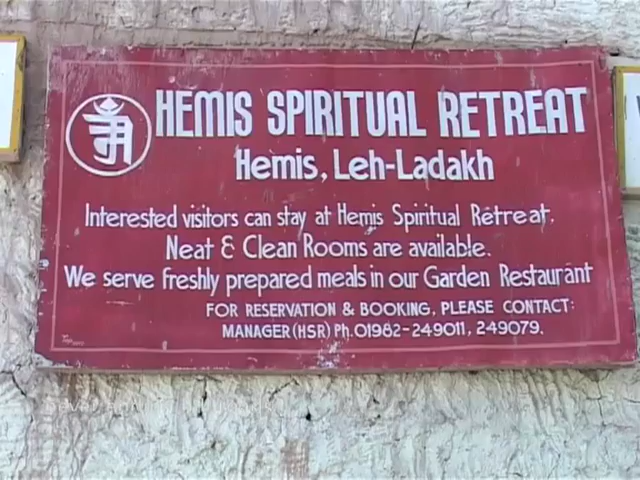 HEMIS SPIRITUAL RETREAT
Hemis, Leh-Ladakh
Interested visitors can stay at Hemis Spiritual Retreat.
Neat & Clean Rooms are available.
We serve freshly prepared meals in our Garden Restaurant
FOR RESERVATION & BOOKING, PLEASE CONTACT:
MANAGER (HSR) Ph.01982-249011, 249079.